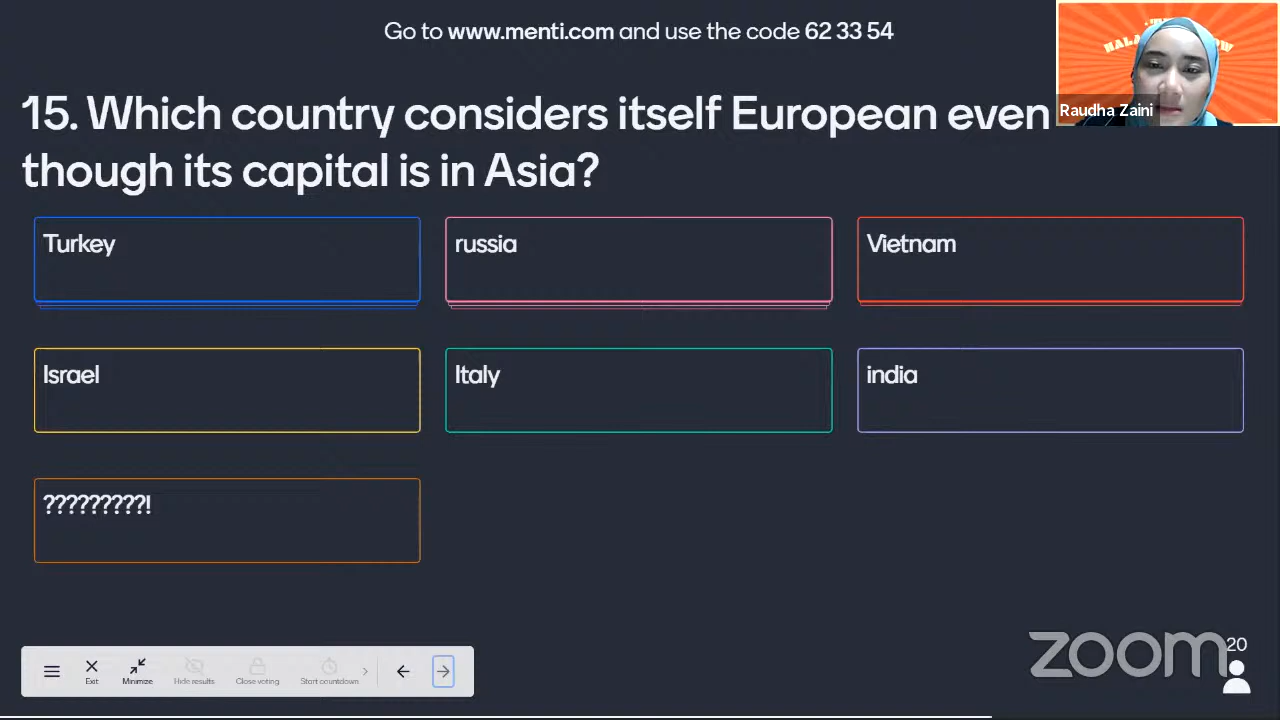 Go to www.menti.com and use the code 62 33 54
15. Which country considers itself European even
though its capital is in Asia?
Raudha Zaini
Turkey
russia
Vietnam
Israel
Italy
india
?????????!
Exit
Minimize
Hide results
Close voting
Start countdown
zoom
20